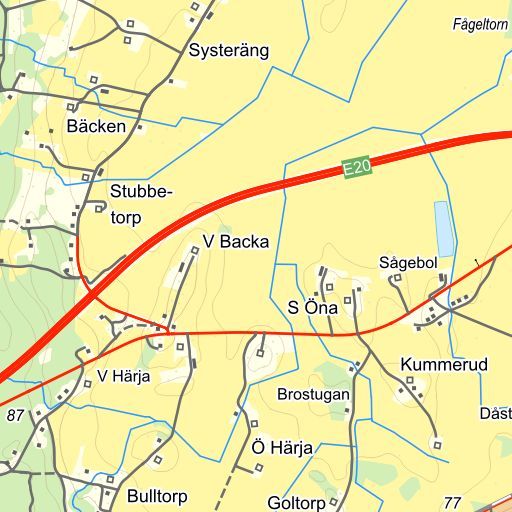 Fågeltorn
Systeräng
Bäcken
E20
Stubbe-
torp
V Backa
Sågebol
S Öna
V Härja
Kummerud
Brostugan
87
Ö Härja
Dåst
Bulltorp
Goltorp
77